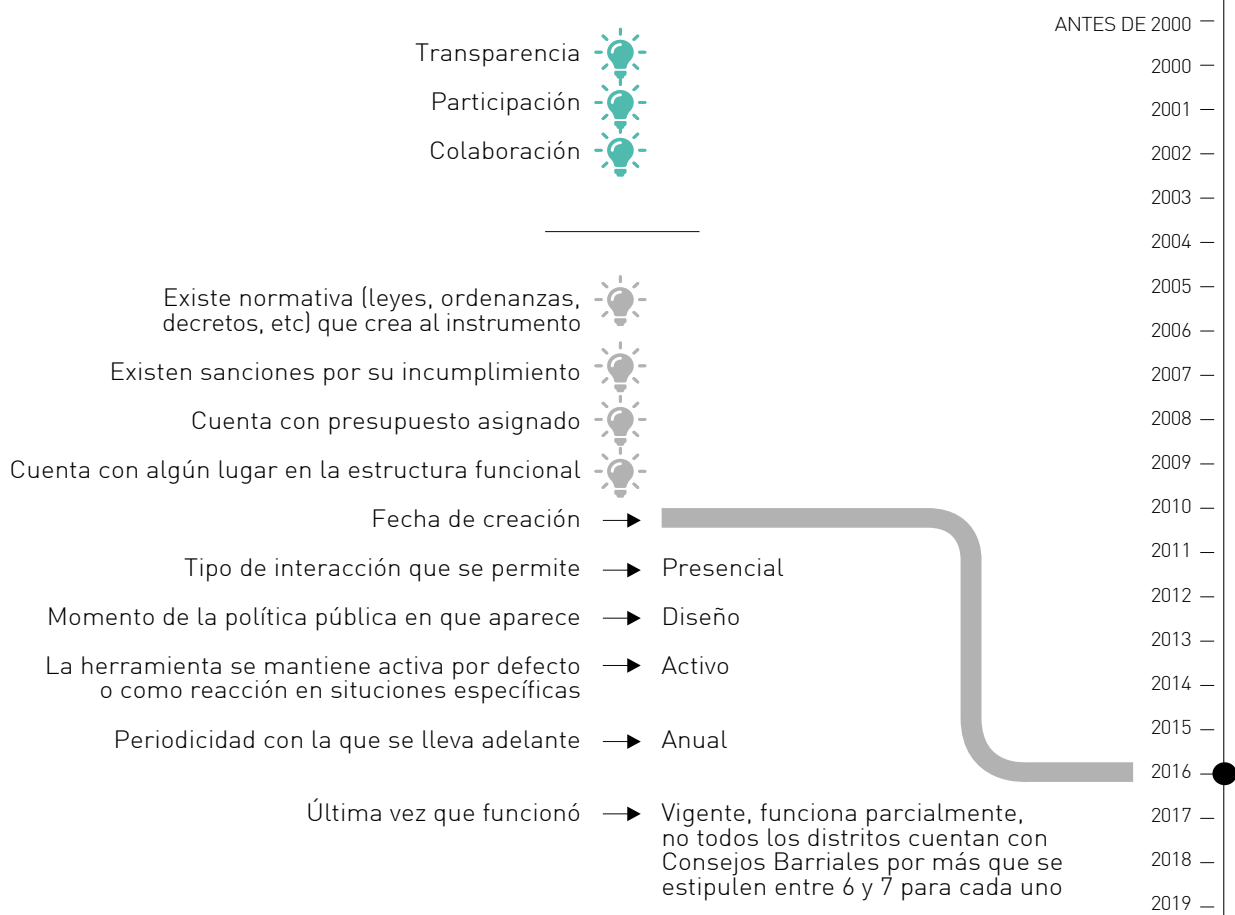 Transparencia
Participación
Colaboración
Existe normativa (leyes, ordenanzas,
decretos, etc) que crea al instrumento
Existen sanciones por su incumplimiento
Cuenta con presupuesto asignado
Cuenta con algún lugar en la estructura funcional
Fecha de creación
Tipo de interacción que se permite
Presencial
Momento de la política pública en que aparece
Diseño
La herramienta se mantiene activa por defecto
o como reacción en situciones específicas
Activo
Periodicidad con la que se lleva adelante
Anual
Última vez que funcionó
Vigente, funciona parcialmente,
no todos los distritos cuentan con
Consejos Barriales por más que se
estipulen entre 6 y 7 para cada uno
ANTES DE 2000
2000
2001
2002
2003
2004
2005
2006
2007
2008
2009
2010
2011
2012
2013
2014
2015
2016
2017
2018
2019